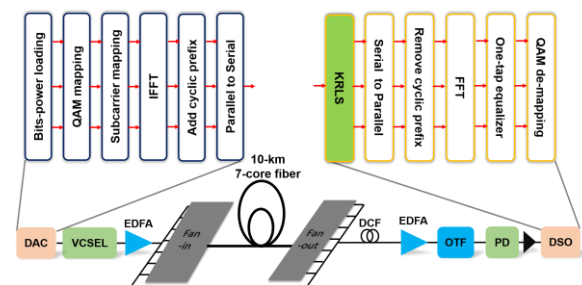 Bits-power loading
QAM mapping
Subcarrier mapping
IFFT
Add cyclic prefix
Parallel to Serial
KRLS
Serial to Parallel
Remove cyclic prefix
FFT
One-tap equalizer
QAM de-mapping
10-km
7-core fiber
DAC
VCSEL
EDFA
Fan
-in
Fan
-out
DCF
EDFA
OTF
PD
DSO